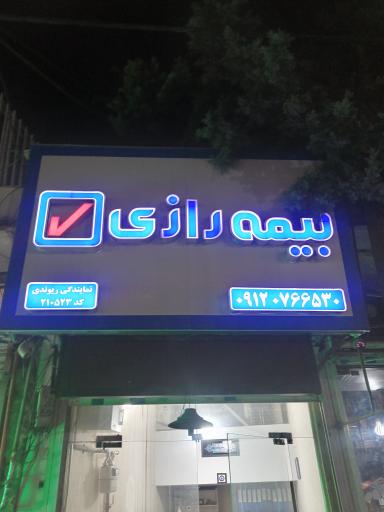 بیمه رازی
نمایندگی ریوندی
کد ۲۱۰۵۲۳
۰۹۱۲۰۷۶۶۵۳۰